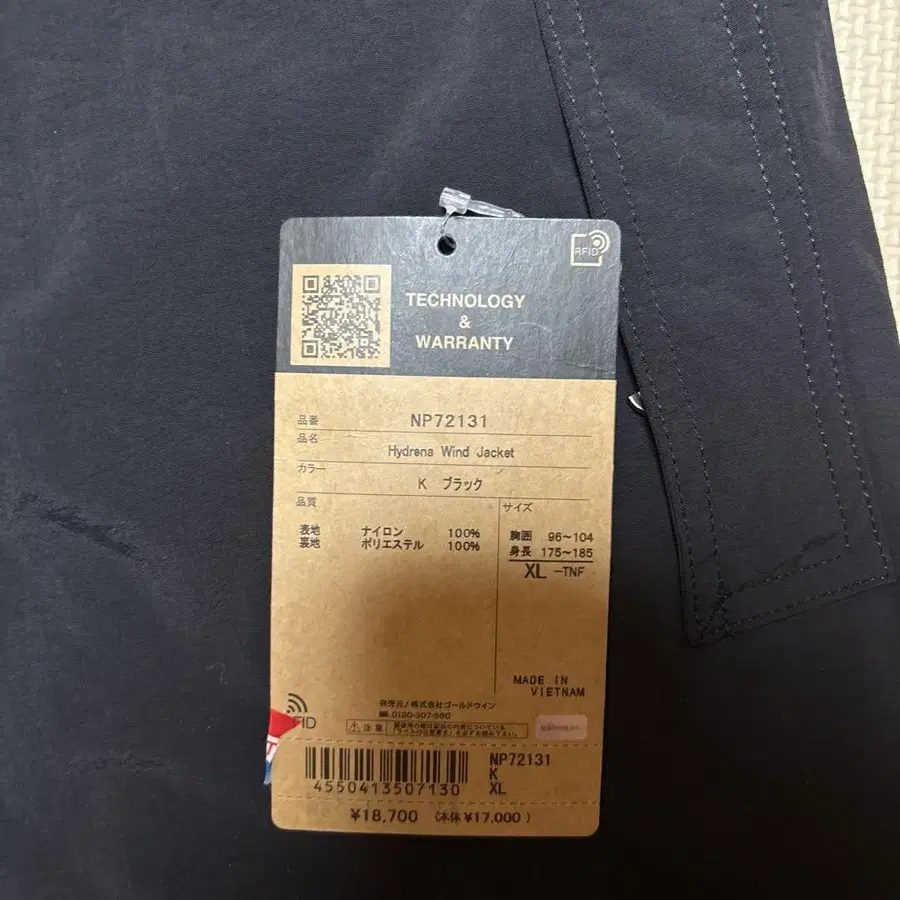 RFID
TECHNOLOGY
&
WARRANTY
品番 NP72131
品名
Hydrena Wind Jacket
カラー
K ブラック
品質
サイズ
表地 ナイロン 100%
裏地 ポリエステル 100%
胸囲 96~104
身長 175~185
XL -TNF
MADE IN
VIETNAM
発売元/株式会社ゴールドウイン
0120-307-560
注意
NP72131
K
XL
4550413507130
¥18,700 (本体 ¥17,000)